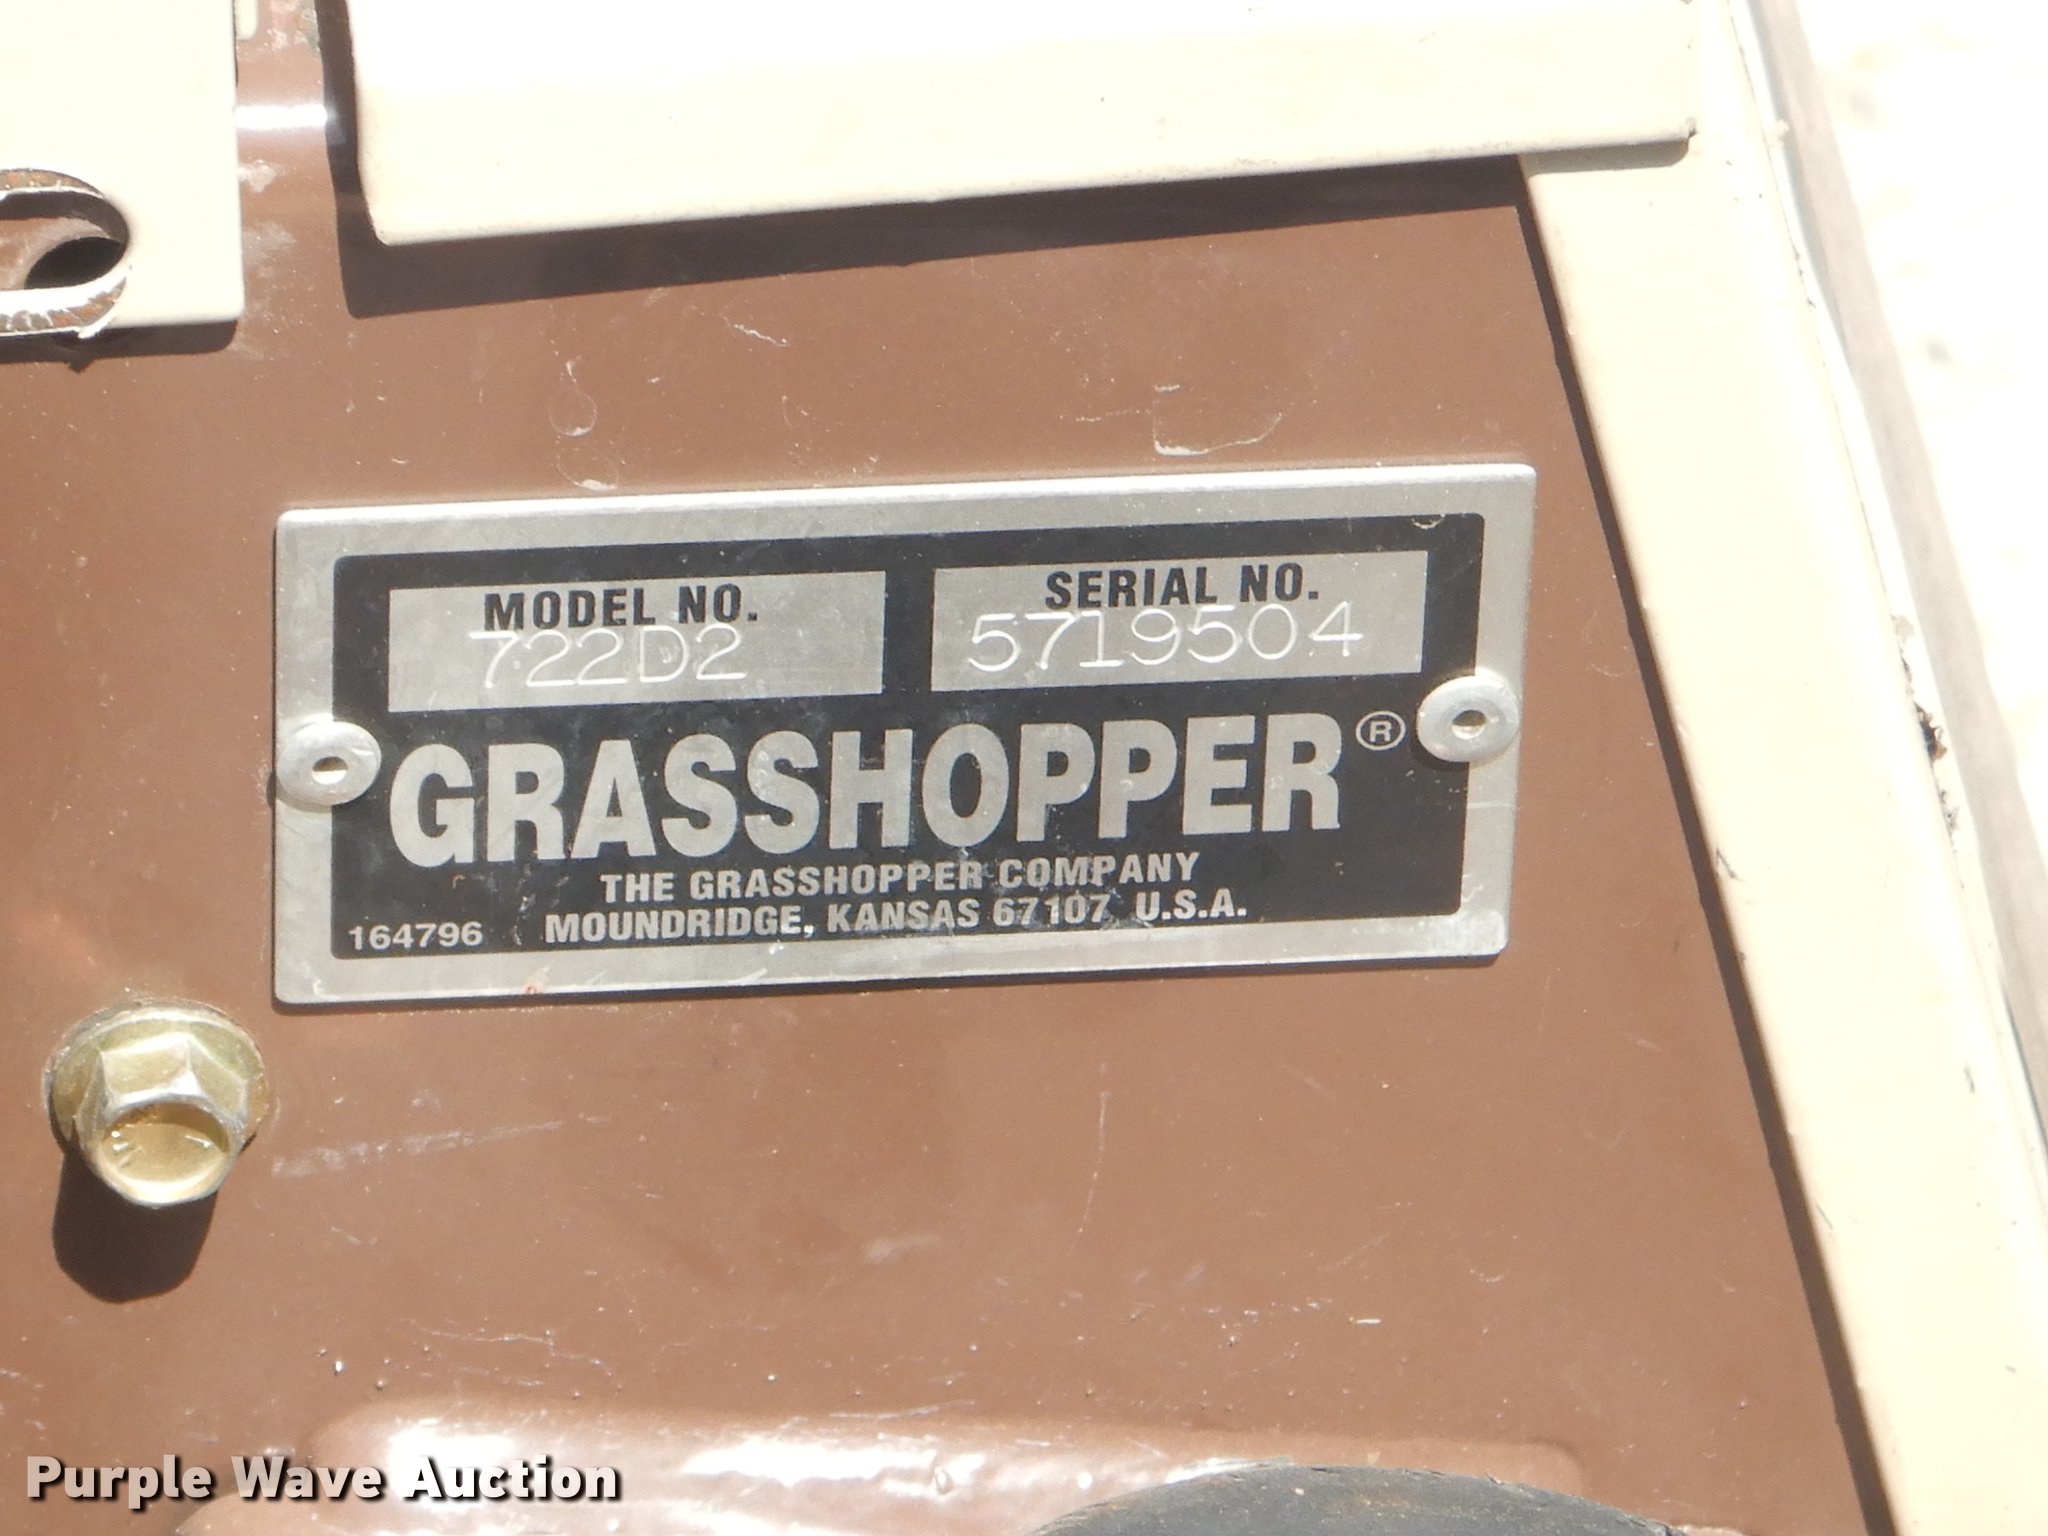 MODEL NO.
722D2
SERIAL NO.
5719504
GRASSHOPPER®
THE GRASSHOPPER COMPANY
MOUNDRIDGE, KANSAS 67107 U.S.A.
164796
Purple Wave Auction